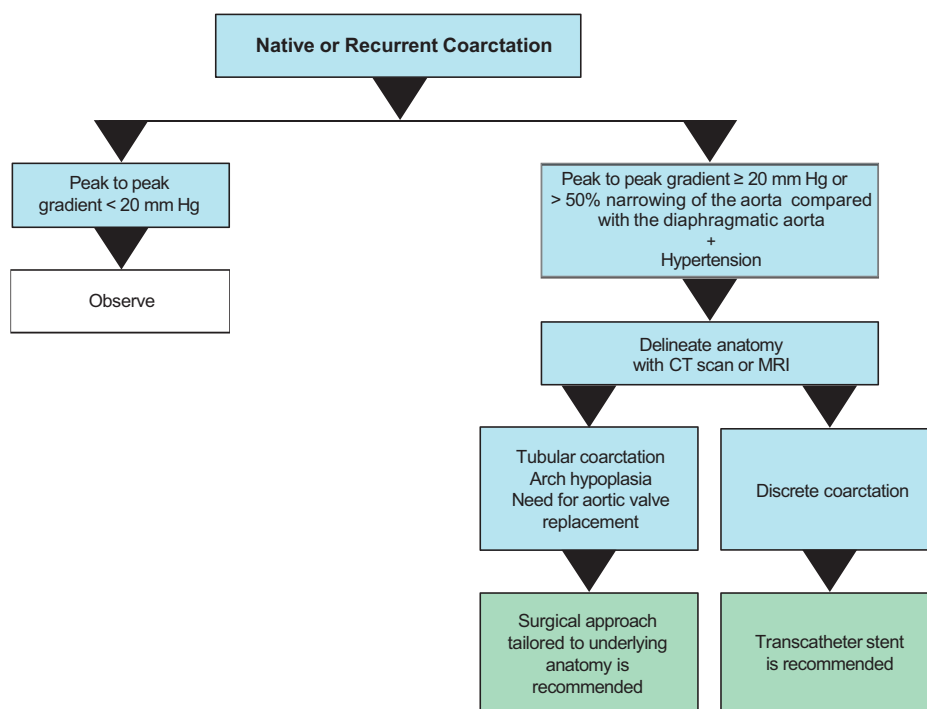 Native or Recurrent Coarctation
Peak to peak
gradient < 20 mm Hg
Observe
Peak to peak gradient ≥ 20 mm Hg or
> 50% narrowing of the aorta compared
with the diaphragmatic aorta
+
Hypertension
Delineate anatomy
with CT scan or MRI
Tubular coarctation
Arch hypoplasia
Need for aortic valve
replacement
Discrete coarctation
Surgical approach
tailored to underlying
anatomy is
recommended
Transcatheter stent
is recommended